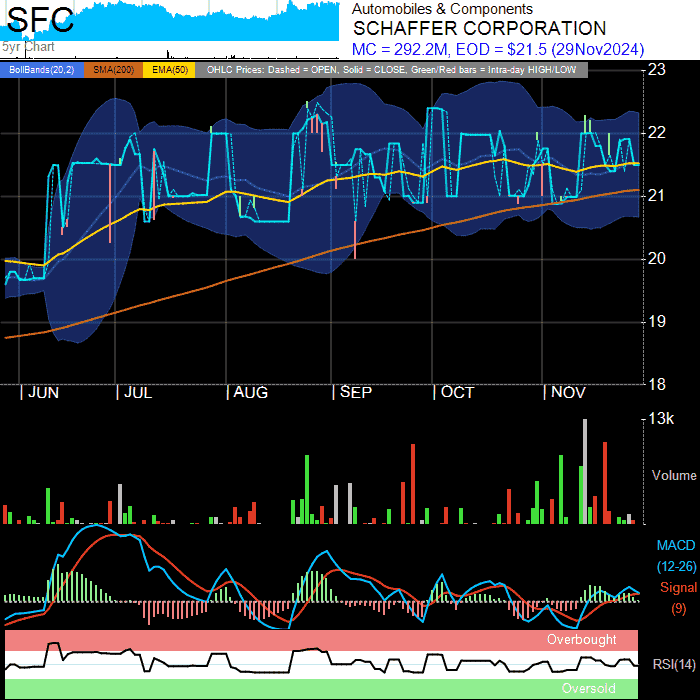 SFC
5yr Chart
Automobiles & Components
SCHAFFER CORPORATION
MC = 292.2M, EOD = $21.5 (29Nov2024)
BollBands(20,2) SMA(200) EMA(50) OHLC Prices: Dashed = OPEN, Solid = CLOSE, Green/Red bars = Intra-day HIGH/LOW
23
22
21
20
19
18
| JUN | JUL | AUG | SEP | OCT | NOV
13k
Volume
MACD
(12-26)
Signal
(9)
Overbought
RSI(14)
Oversold